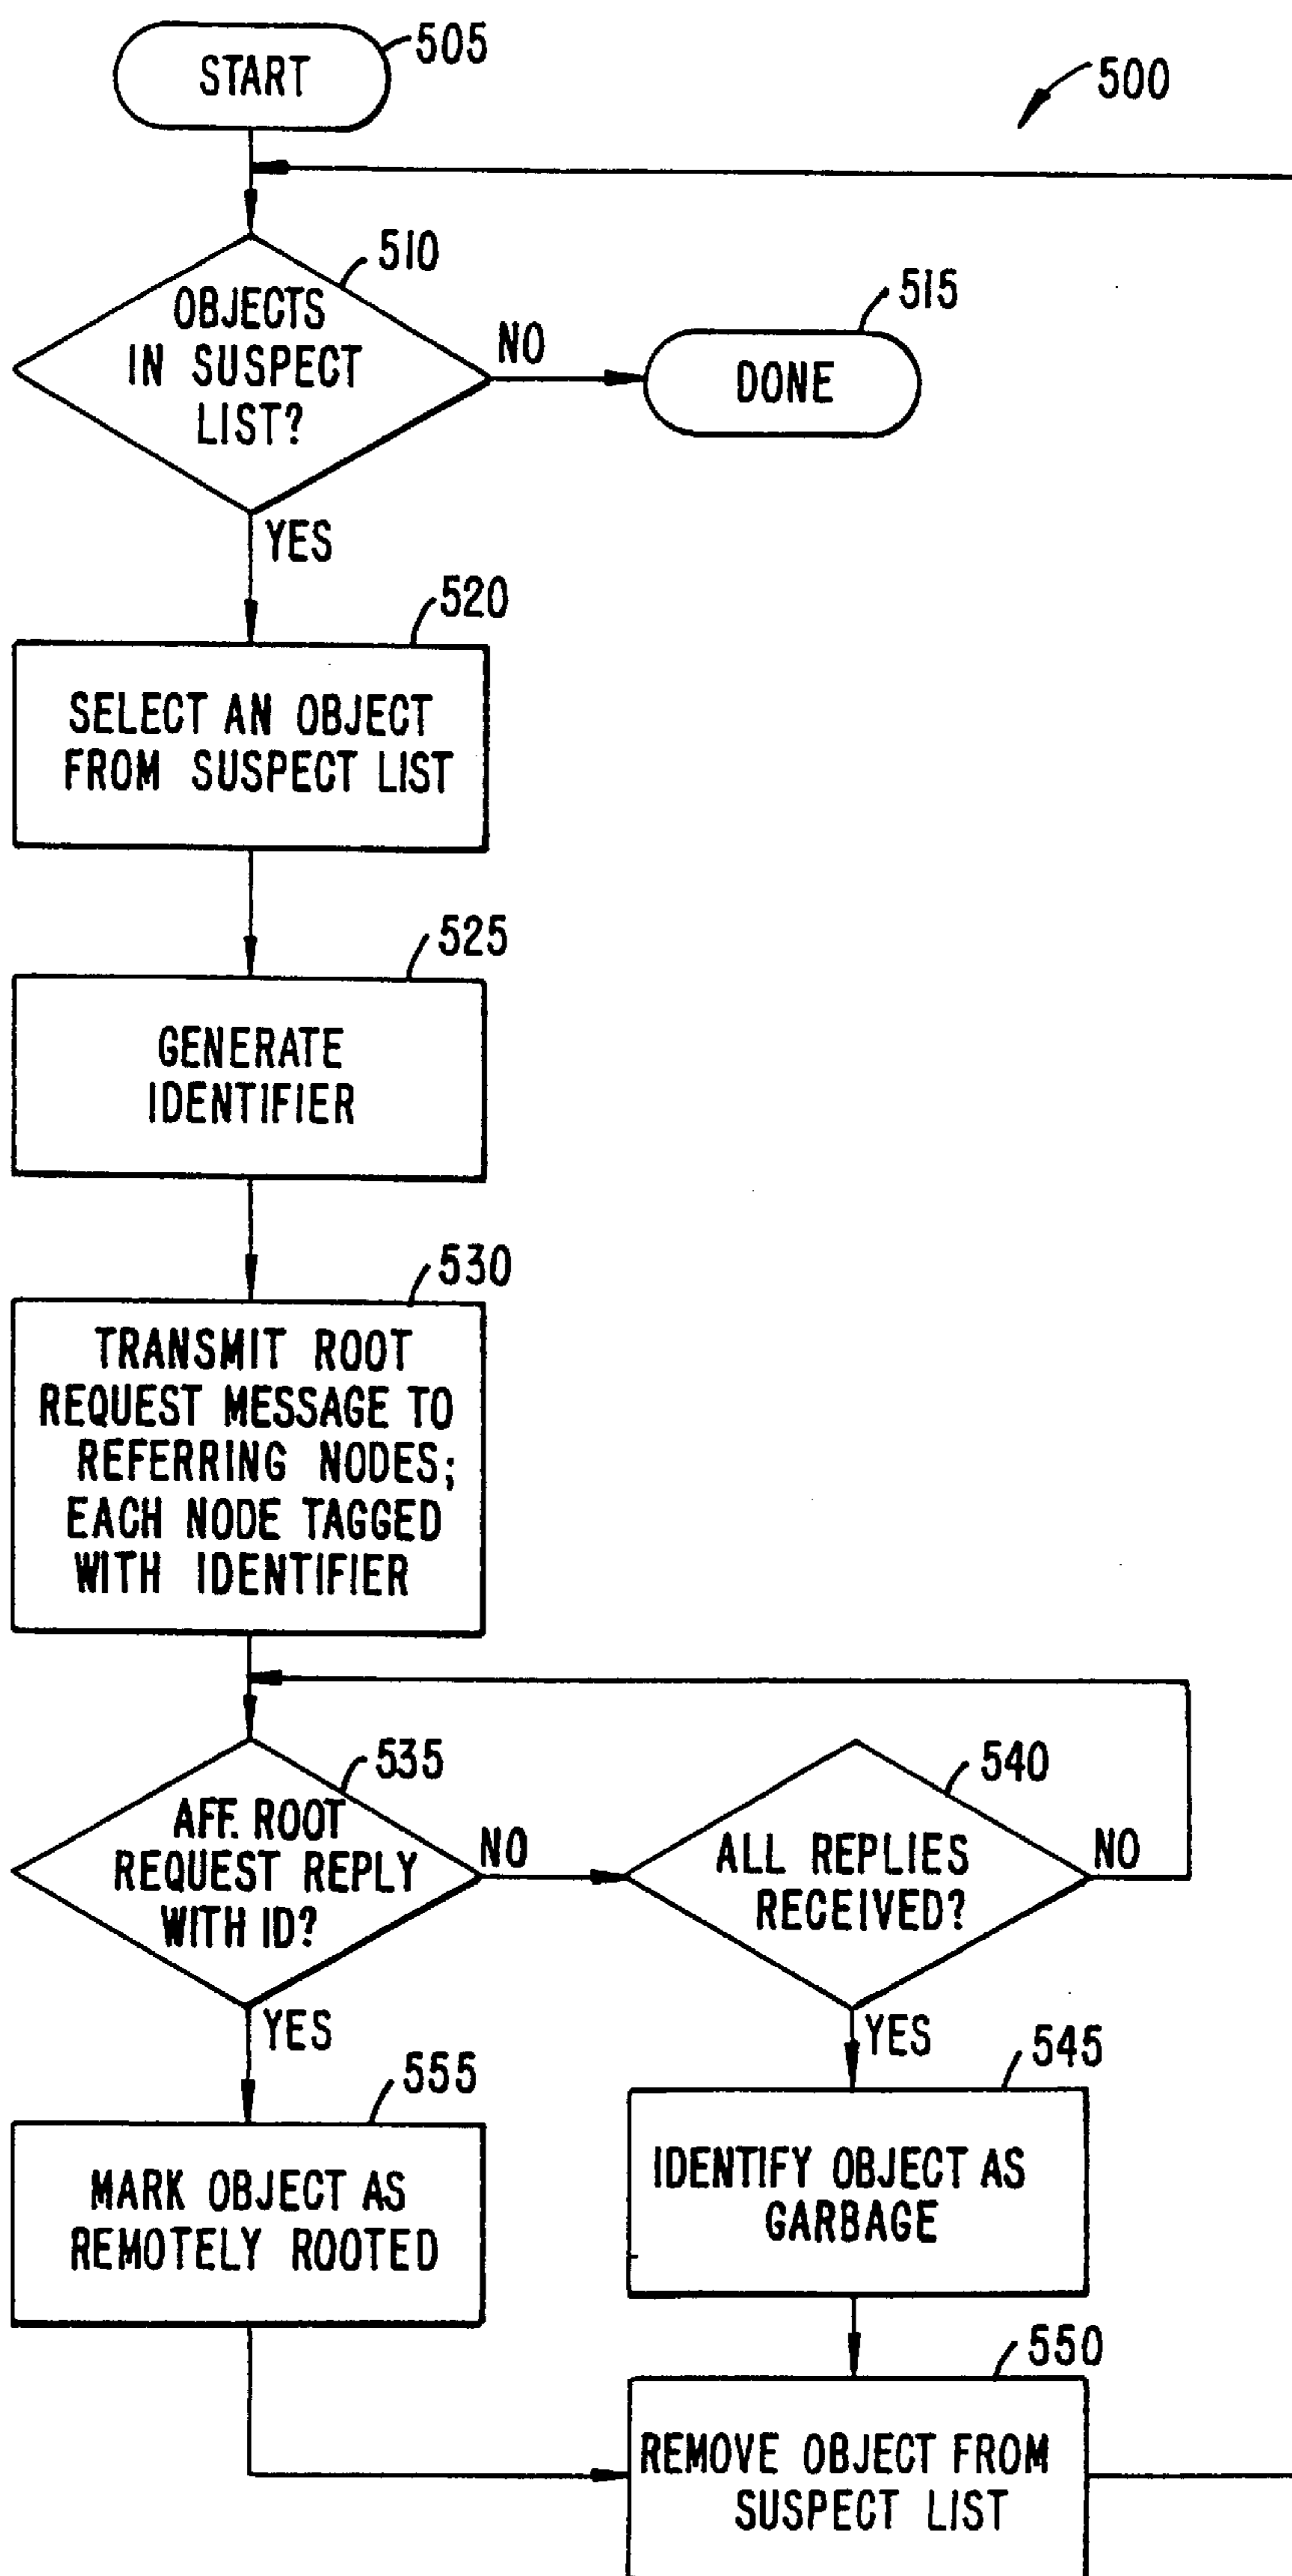 START
505
500
510
OBJECTS
IN SUSPECT
LIST?
NO
515
DONE
YES
520
SELECT AN OBJECT
FROM SUSPECT LIST
525
GENERATE
IDENTIFIER
530
TRANSMIT ROOT
REQUEST MESSAGE TO
REFERRING NODES;
EACH NODE TAGGED
WITH IDENTIFIER
535
AFF. ROOT
REQUEST REPLY
WITH ID?
NO
540
ALL REPLIES
RECEIVED?
NO
YES
YES
555
MARK OBJECT AS
REMOTELY ROOTED
545
IDENTIFY OBJECT AS
GARBAGE
550
REMOVE OBJECT FROM
SUSPECT LIST